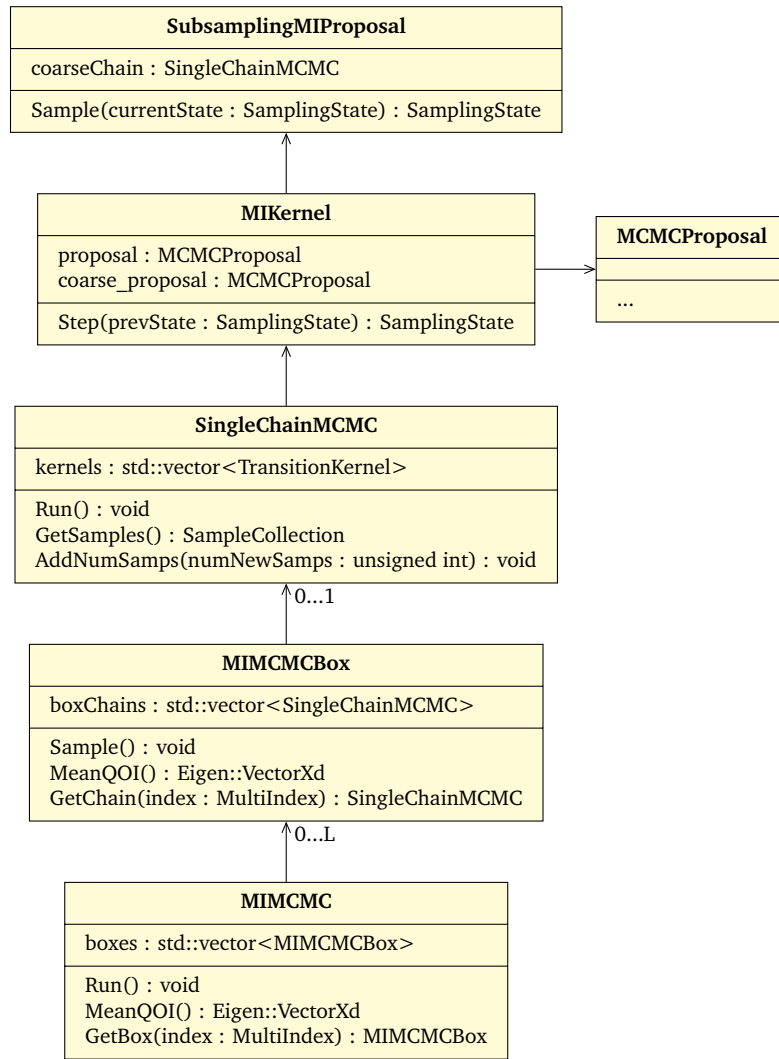 SubsamplingMIProposal
coarseChain : SingleChainMCMC
Sample(currentState : SamplingState) : SamplingState
MIKernel
proposal : MCMCProposal
coarse_proposal : MCMCProposal
Step(prevState : SamplingState) : SamplingState
MCMCProposal
...
SingleChainMCMC
kernels : std::vector<TransitionKernel>
Run() : void
GetSamples() : SampleCollection
AddNumSamps(numNewSamps : unsigned int) : void
0...1
MIMCMCBox
boxChains : std::vector<SingleChainMCMC>
Sample() : void
MeanQOI() : Eigen::VectorXd
GetChain(index : MultiIndex) : SingleChainMCMC
0...L
MIMCMC
boxes : std::vector<MIMCMCBox>
Run() : void
MeanQOI() : Eigen::VectorXd
GetBox(index : MultiIndex) : MIMCMCBox